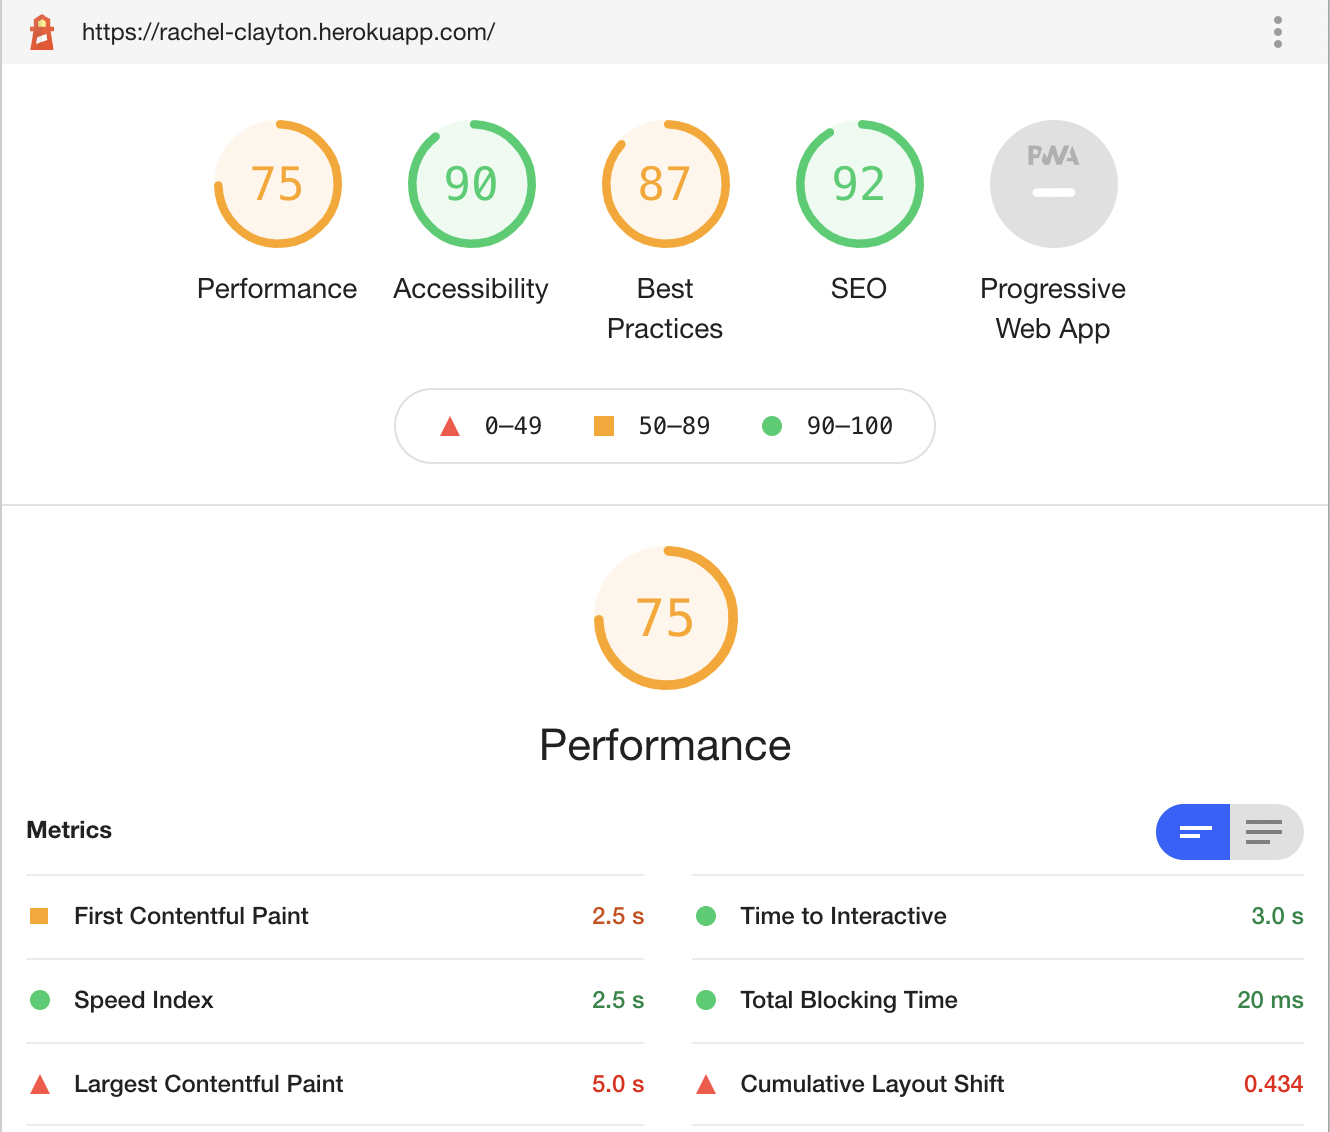 https://rachel-clayton.herokuapp.com/
75 90 87 92 PWA
Performance Accessibility Best Practices SEO Progressive Web App
0–49 50–89 90–100
75
Performance
Metrics
First Contentful Paint 2.5 s
Time to Interactive 3.0 s
Speed Index 2.5 s
Total Blocking Time 20 ms
Largest Contentful Paint 5.0 s
Cumulative Layout Shift 0.434